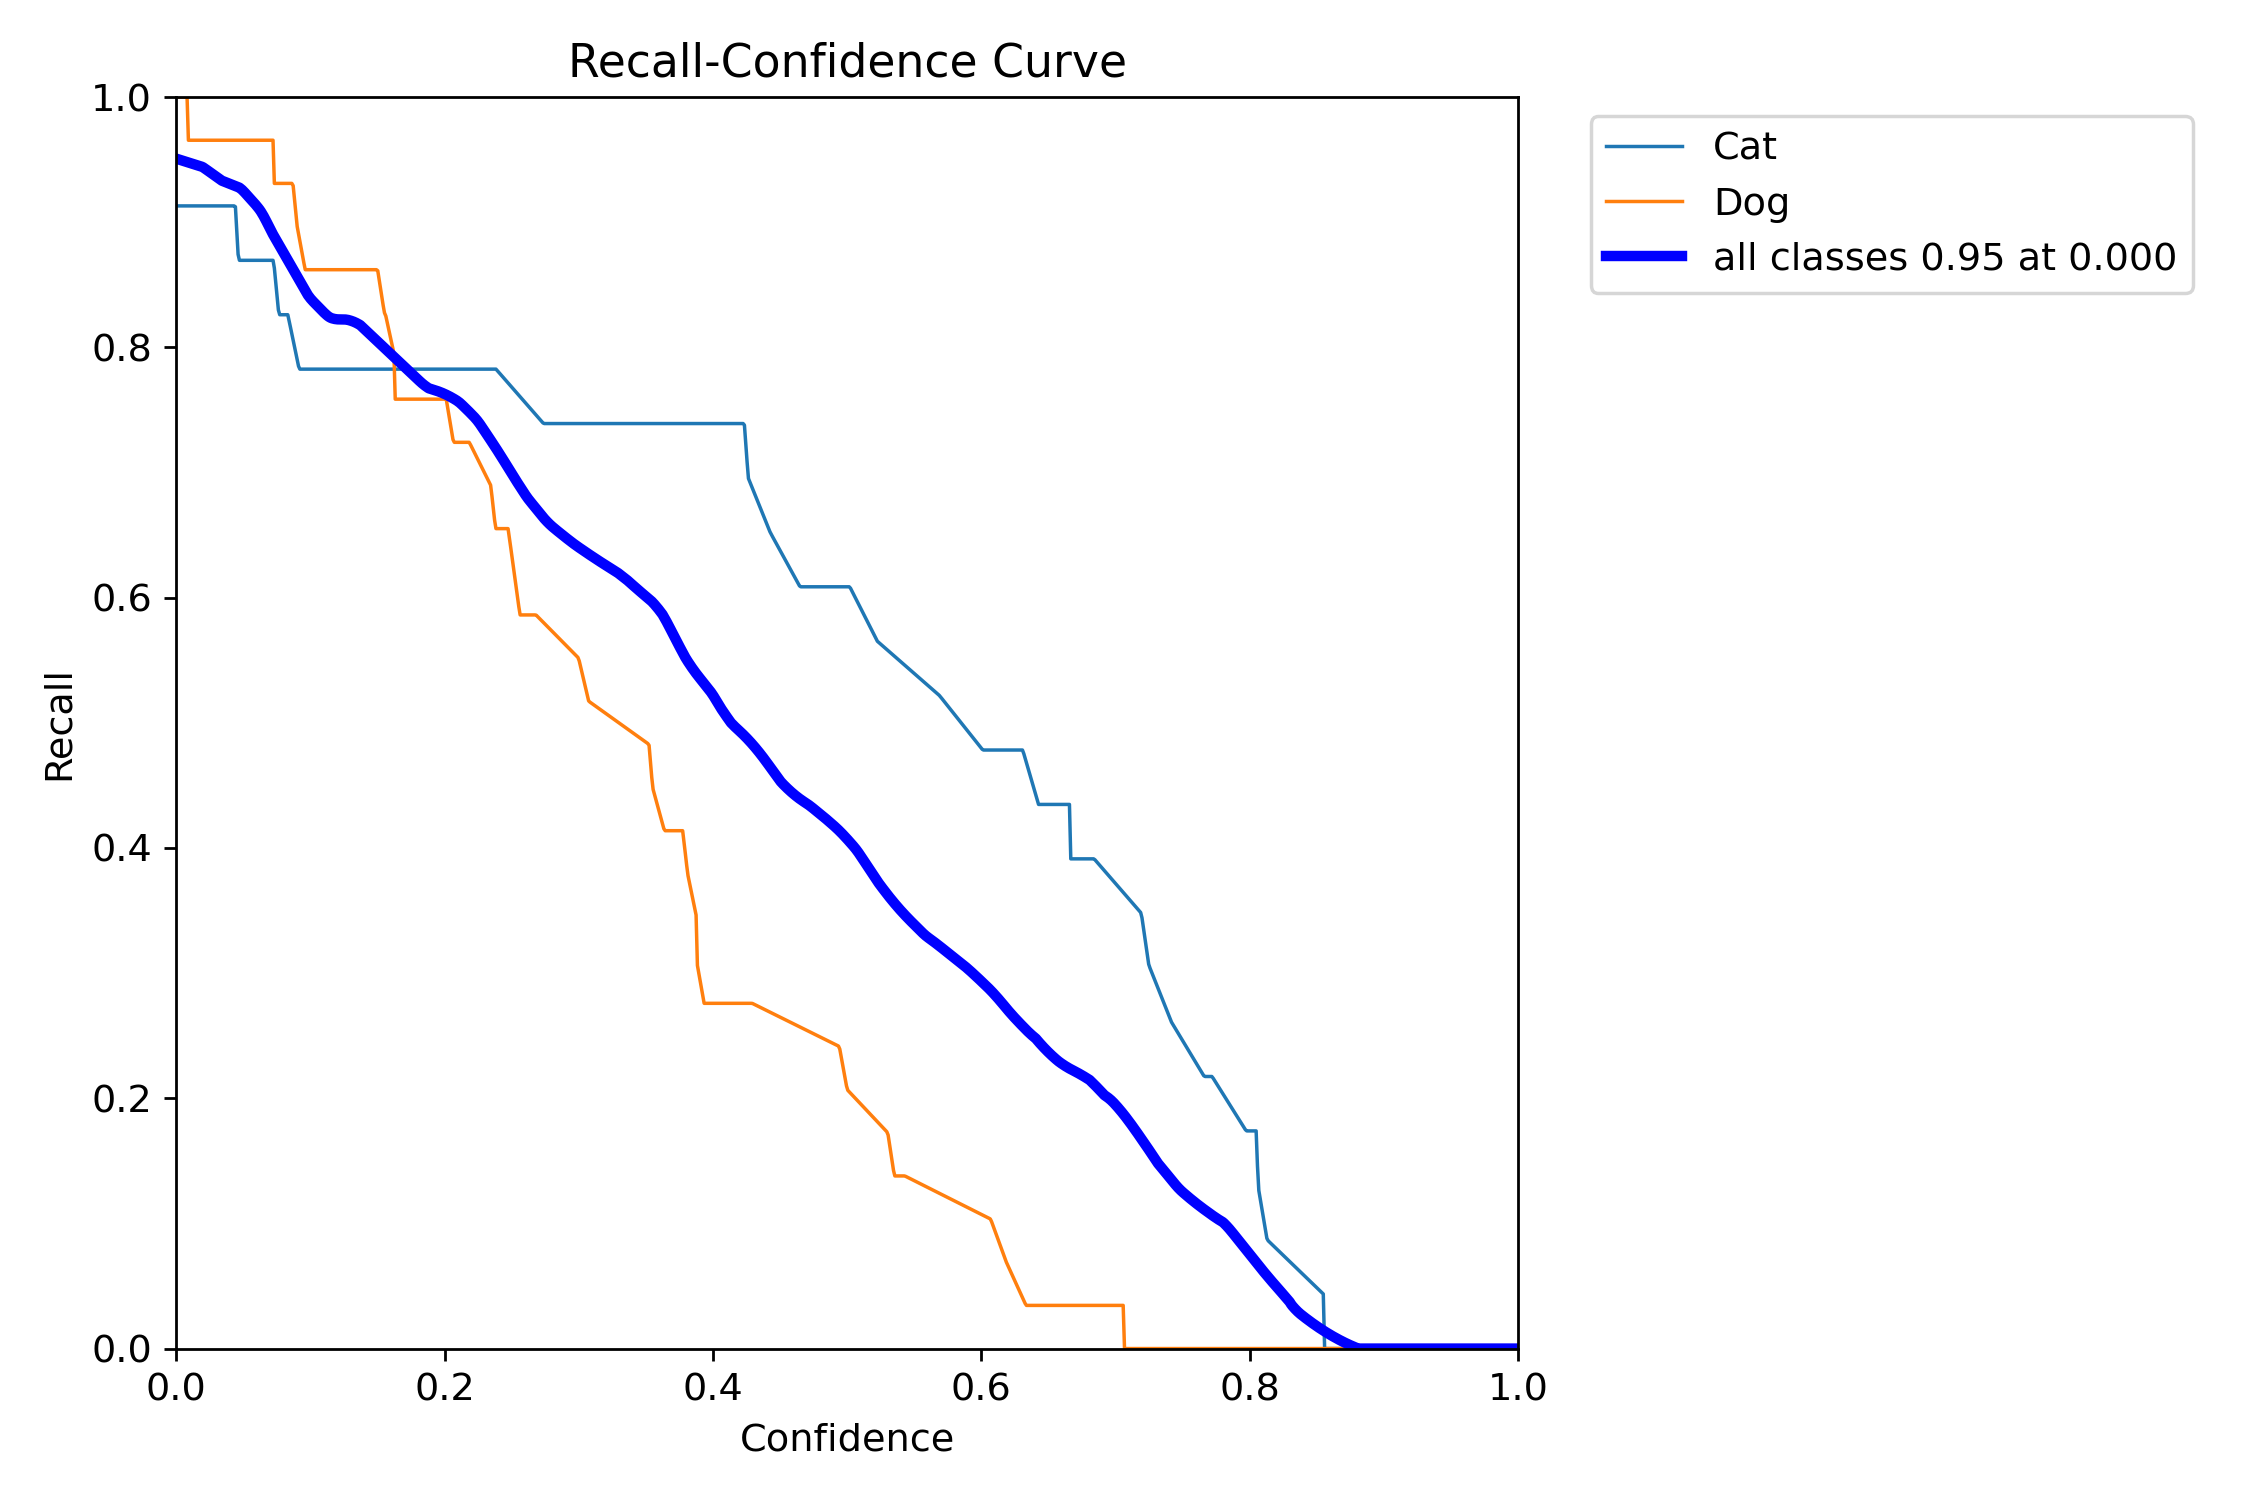 Recall-Confidence Curve
1.0
0.8
0.6
0.4
0.2
0.0
Recall
0.0 0.2 0.4 0.6 0.8 1.0
Confidence
Cat
Dog
all classes 0.95 at 0.000